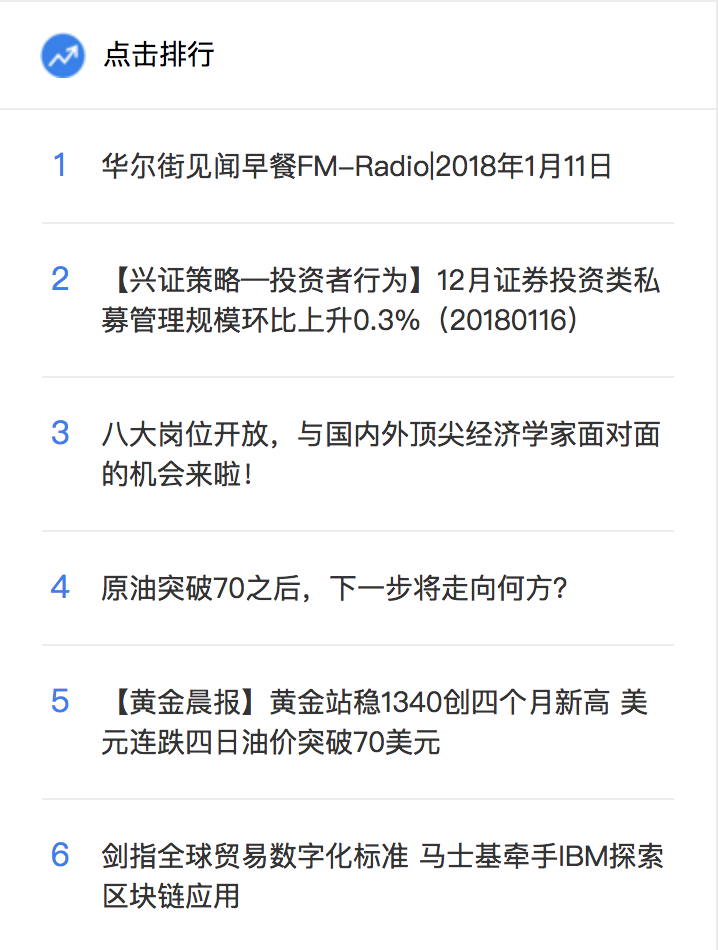 点击排行
1 华尔街见闻早餐FM-Radio|2018年1月11日
2 【兴证策略—投资者行为】12月证券投资类私
募管理规模环比上升0.3%（20180116）
3 八大岗位开放，与国内外顶尖经济学家面对面
的机会来啦！
4 原油突破70之后，下一步将走向何方?
5 【黄金晨报】黄金站稳1340创四个月新高 美
元连跌四日油价突破70美元
6 剑指全球贸易数字化标准 马士基牵手IBM探索
区块链应用